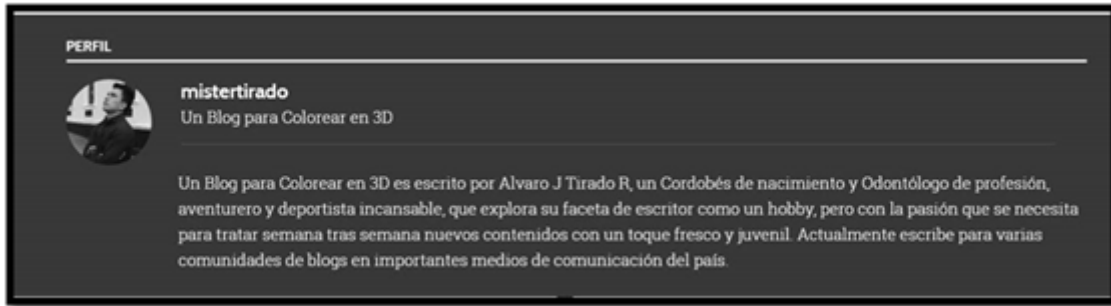 PERFIL
mistertirado
Un Blog para Colorear en 3D
Un Blog para Colorear en 3D es escrito por Alvaro J Tirado R, un Cordobés de nacimiento y Odontólogo de profesión,
aventurero y deportista incansable, que explora su faceta de escritor como un hobby, pero con la pasión que se necesita
para tratar semana tras semana nuevos contenidos con un toque fresco y juvenil. Actualmente escribe para varias
comunidades de blogs en importantes medios de comunicación del país.